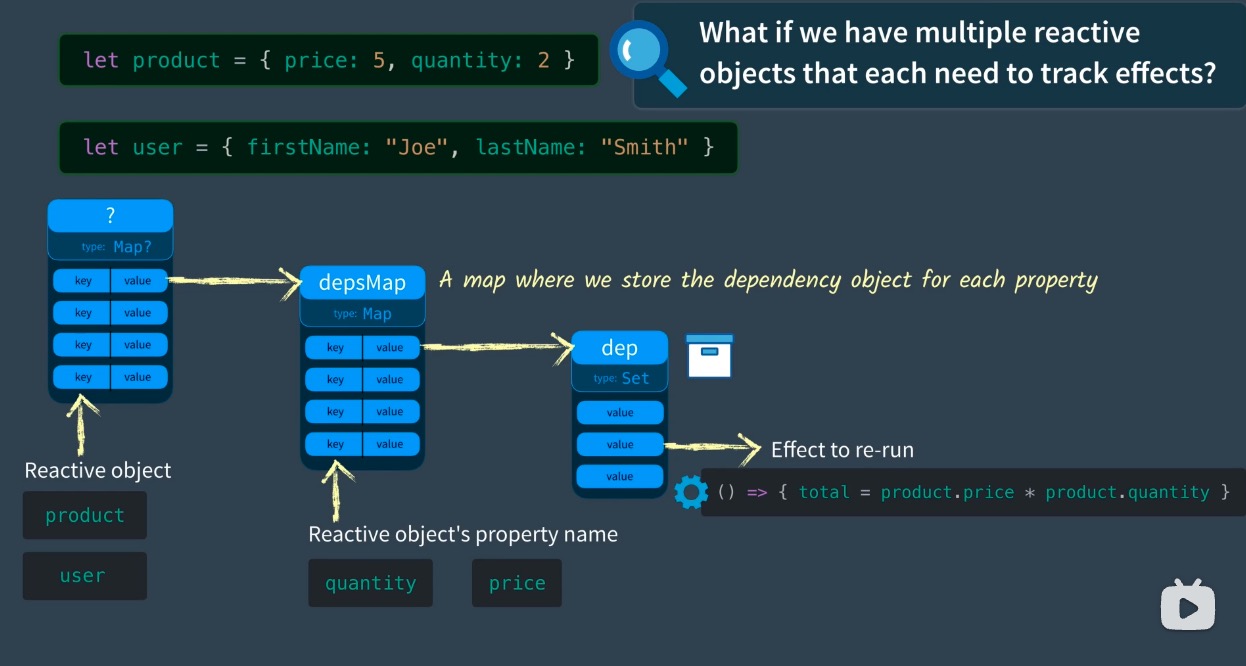 let product = { price: 5, quantity: 2 }
What if we have multiple reactive
objects that each need to track effects?
let user = { firstName: "Joe", lastName: "Smith" }
?
type: Map?
key value
key value
key value
key value
Reactive object
product
user
depsMap
type: Map
A map where we store the dependency object for each property
key value
key value
key value
key value
Reactive object's property name
quantity price
dep
type: Set
value
value
value
Effect to re-run
() => { total = product.price * product.quantity }